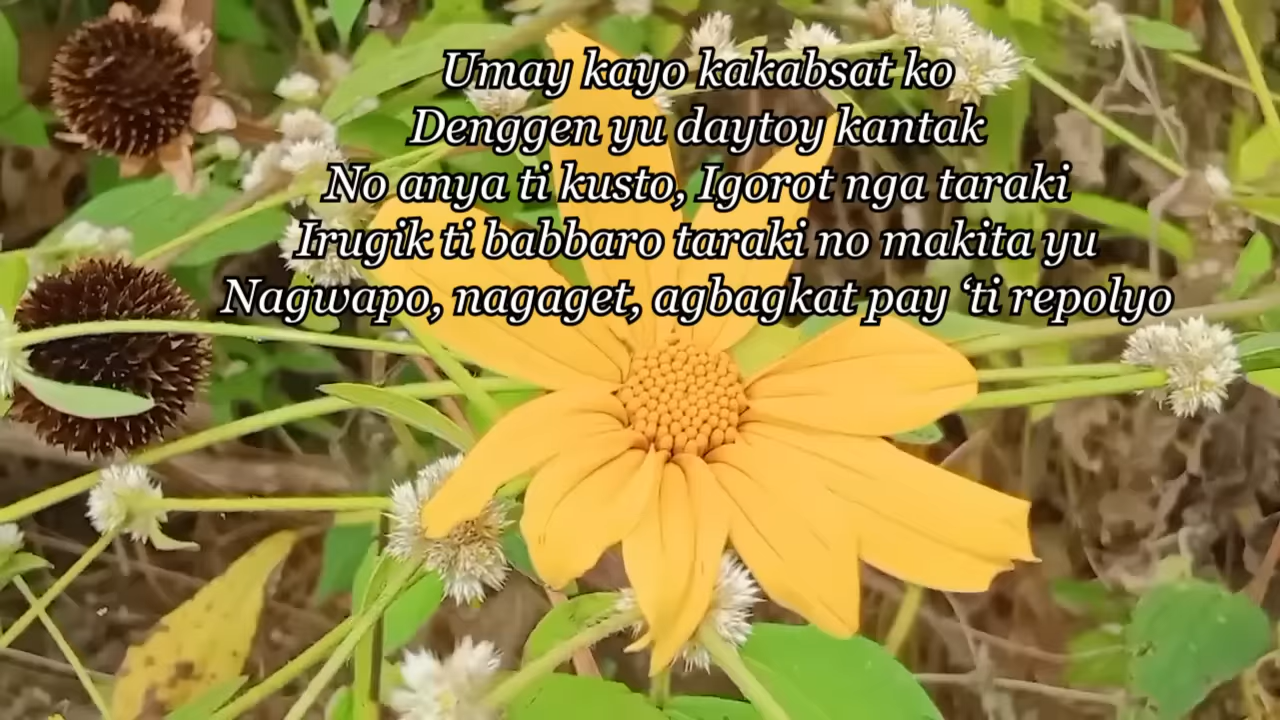 Umay kayo kakabsat ko
Denggen yu daytoy kantak
No anya ti kusto, Igorot nga taraki
Irugik ti babbaro taraki no makita yu
Nagwapo, nagaget, agbagkat pay ‘ti repolyo